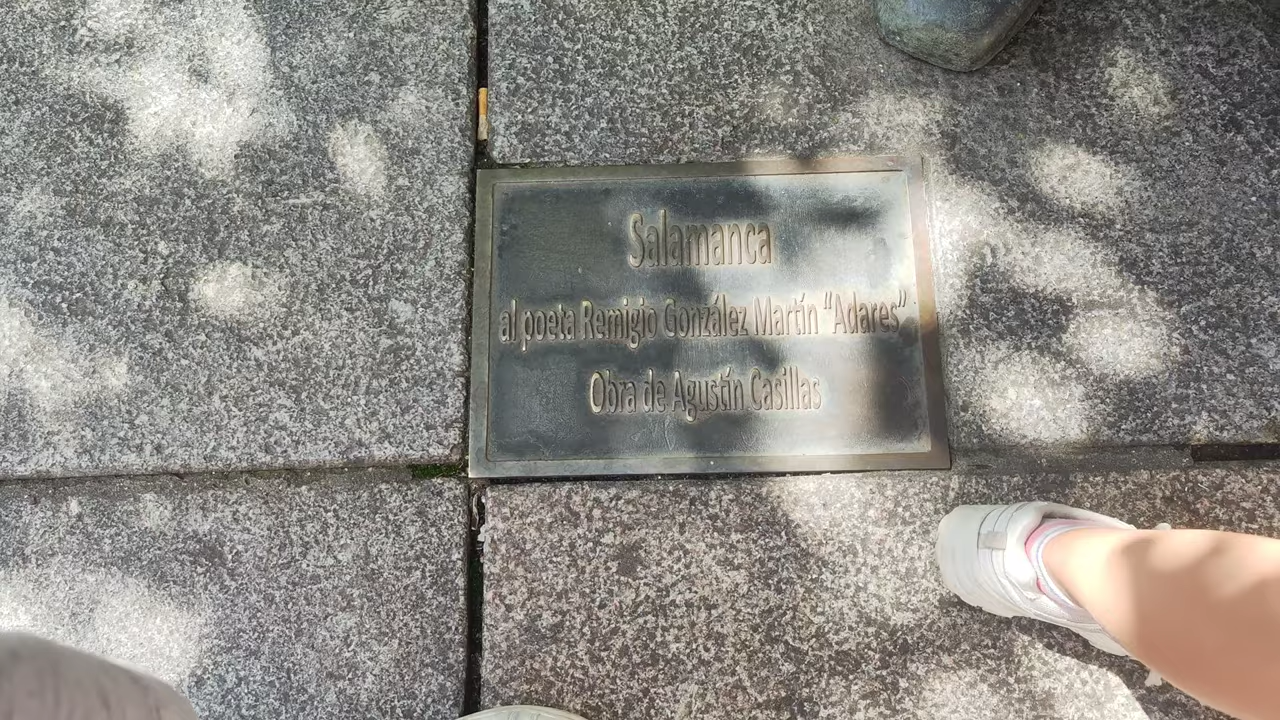 Salamanca
al poeta Remigio González Martín “Adares”
Obra de Agustín Casillas